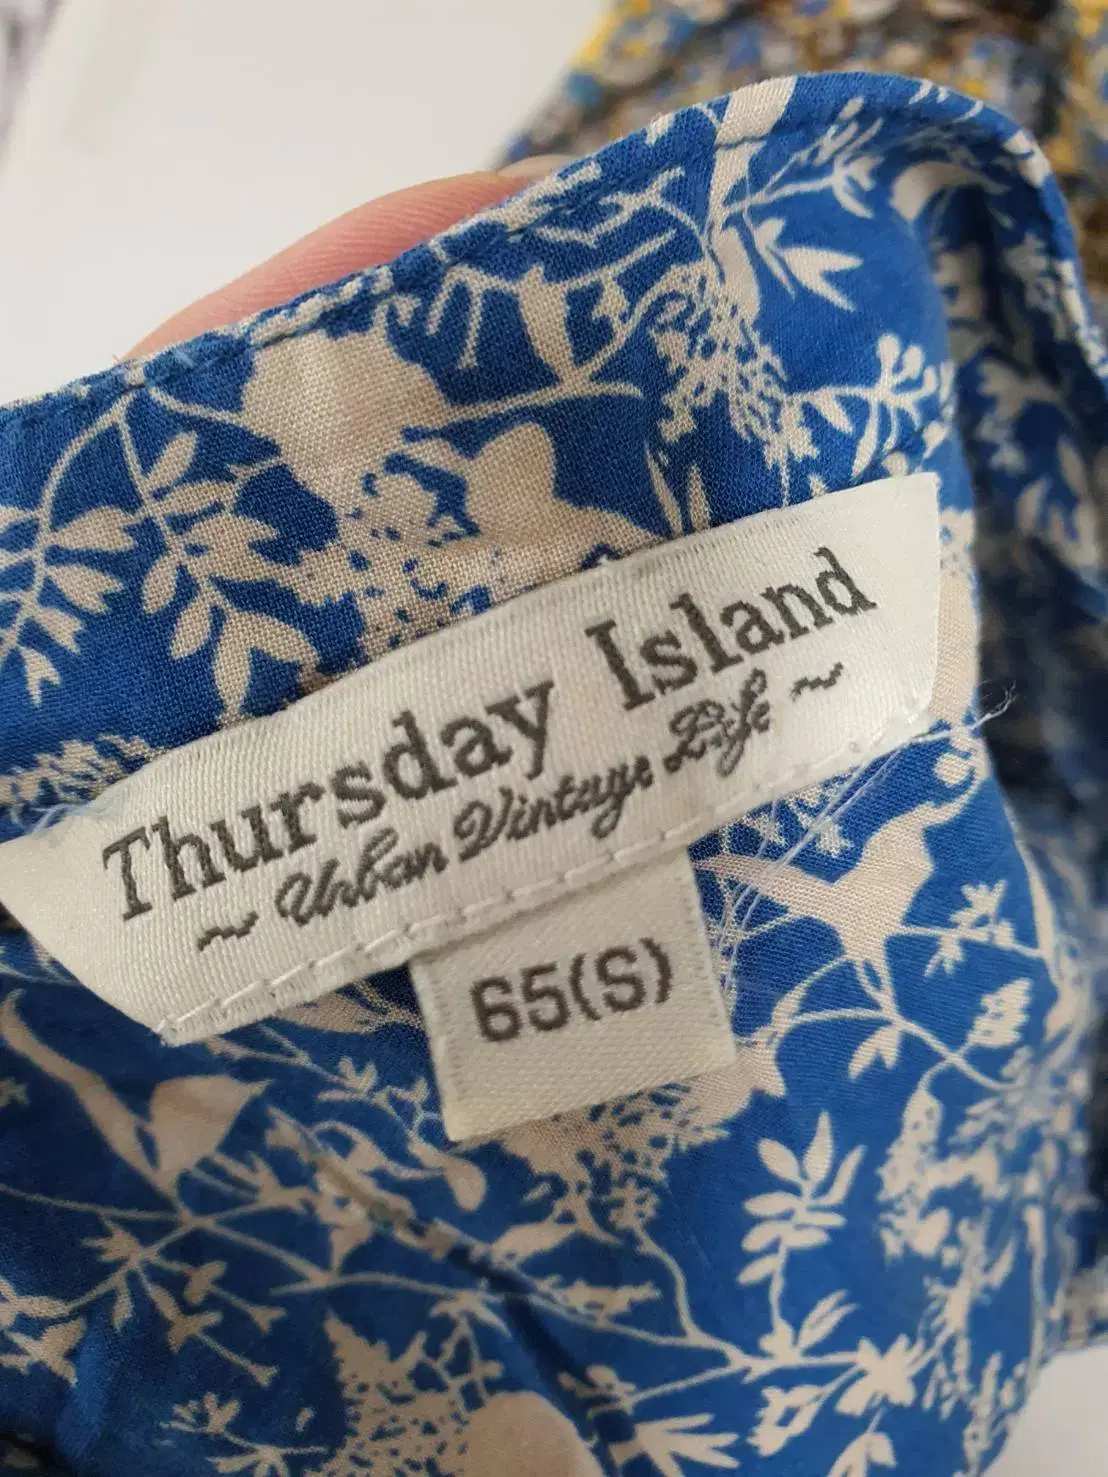 Thursday Island
~ Urban Vintage Life ~
65(S)